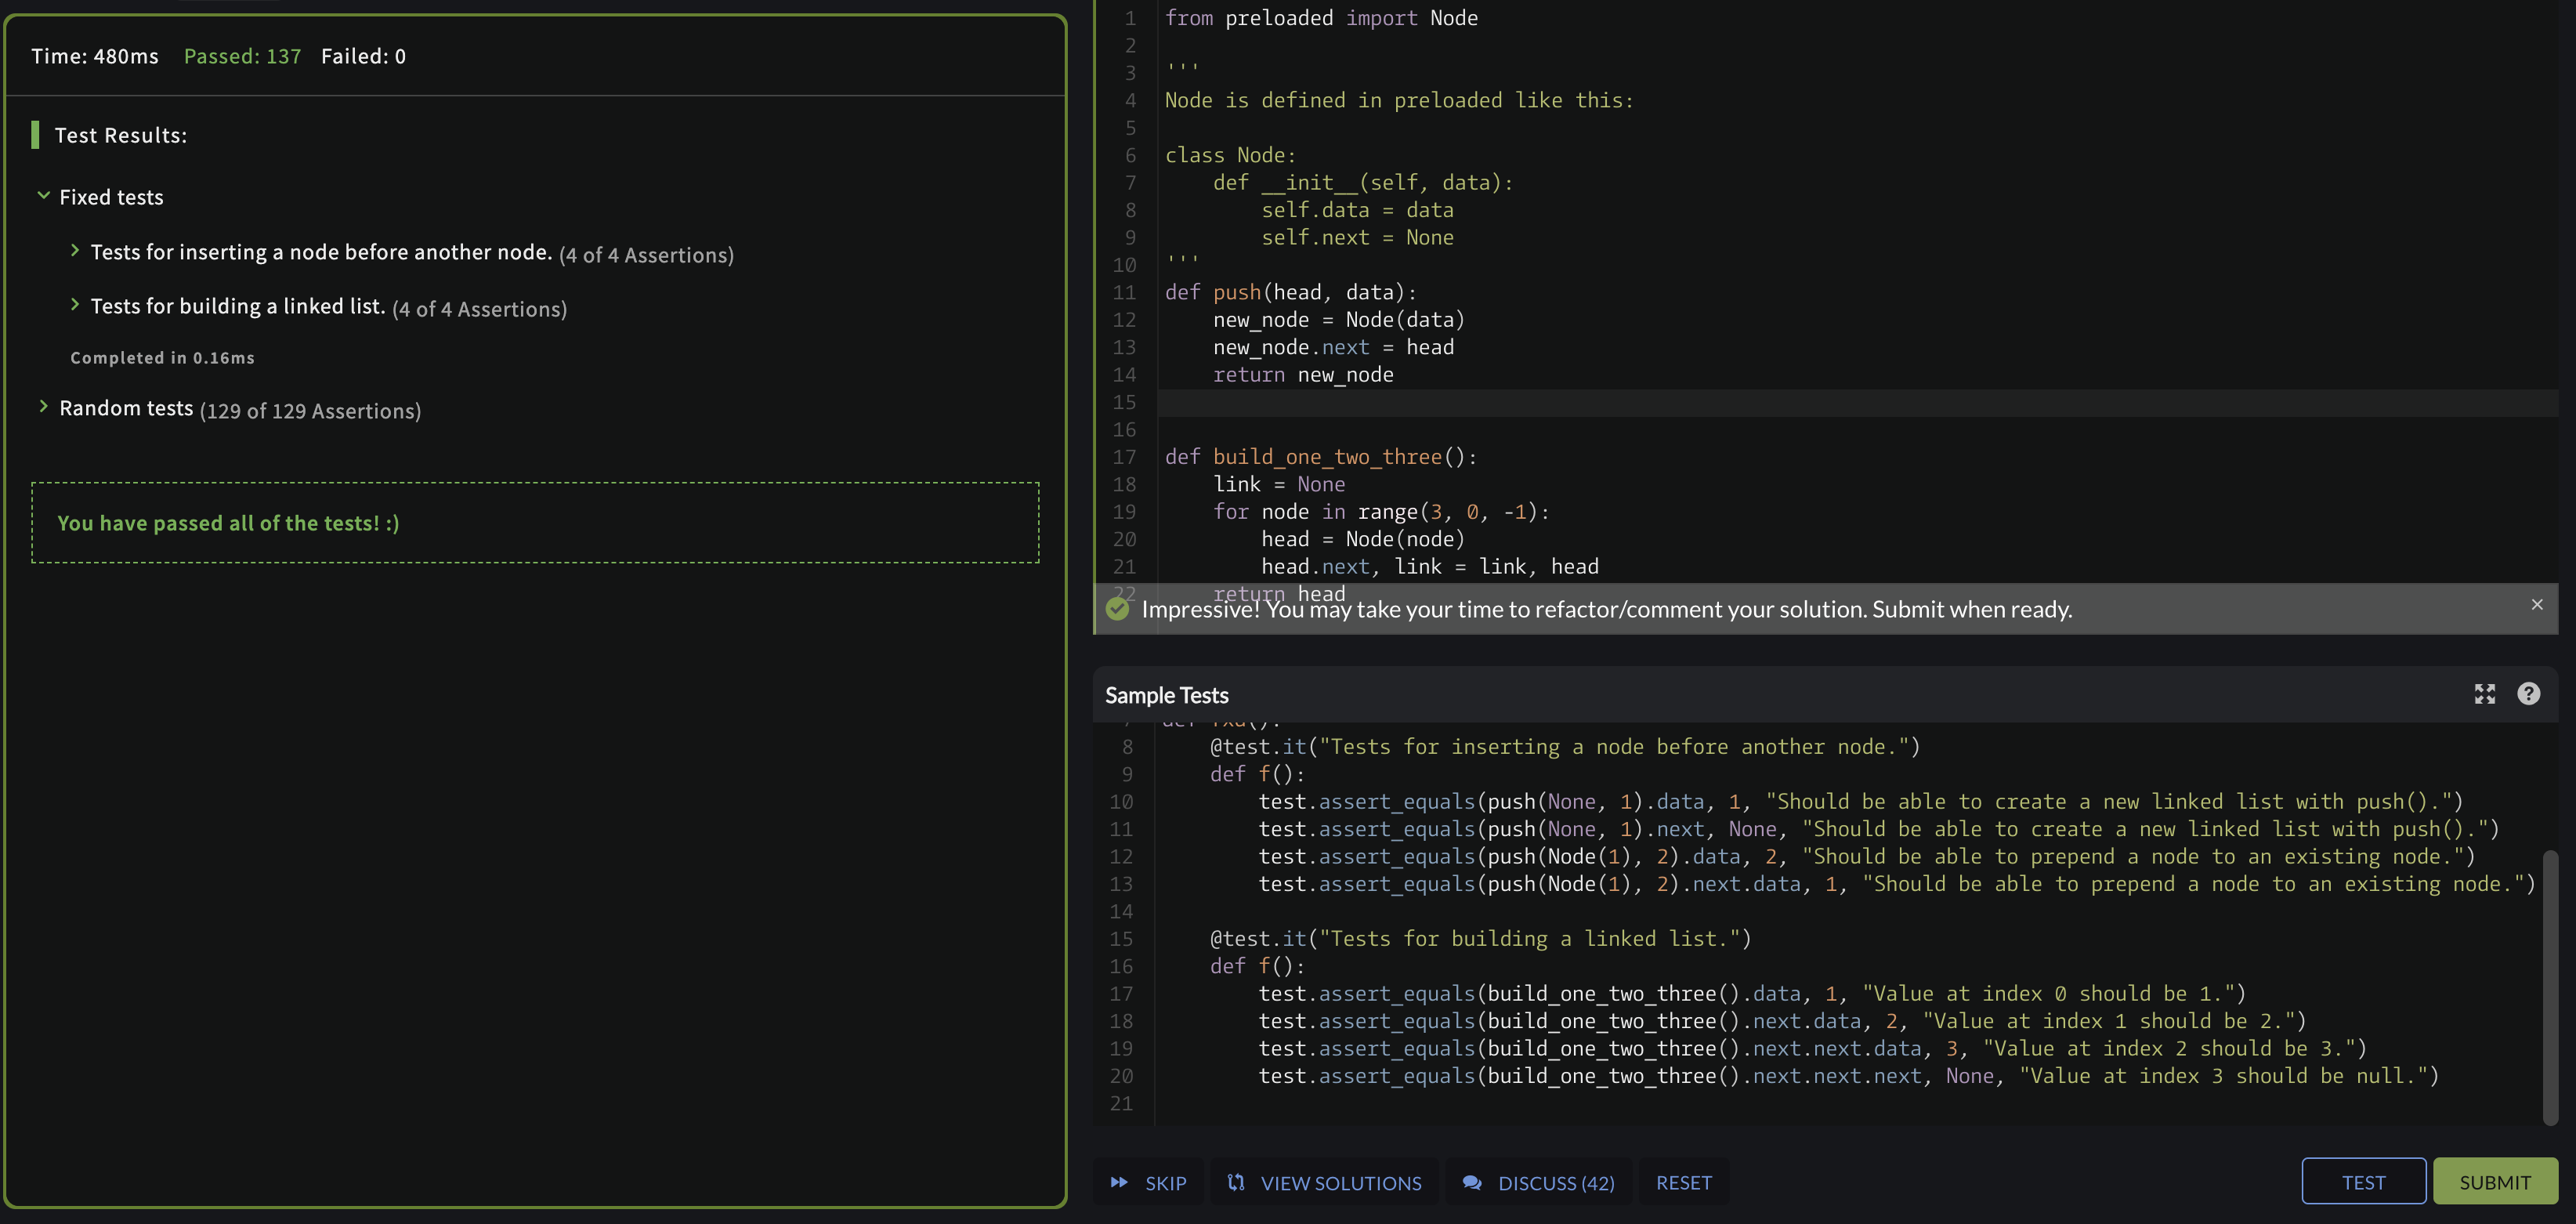 Time: 480ms Passed: 137 Failed: 0
Test Results:
Fixed tests
Tests for inserting a node before another node. (4 of 4 Assertions)
Tests for building a linked list. (4 of 4 Assertions)
Completed in 0.16ms
Random tests (129 of 129 Assertions)
You have passed all of the tests! :)
1 from preloaded import Node
2
3 '''
4 Node is defined in preloaded like this:
5
6 class Node:
7     def __init__(self, data):
8         self.data = data
9         self.next = None
10 '''
11 def push(head, data):
12     new_node = Node(data)
13     new_node.next = head
14     return new_node
15
16
17 def build_one_two_three():
18     link = None
19     for node in range(3, 0, -1):
20         head = Node(node)
21         head.next, link = link, head
22     return head
Impressive! You may take your time to refactor/comment your solution. Submit when ready.
Sample Tests
8     @test.it("Tests for inserting a node before another node.")
9     def f():
10         test.assert_equals(push(None, 1).data, 1, "Should be able to create a new linked list with push().")
11         test.assert_equals(push(None, 1).next, None, "Should be able to create a new linked list with push().")
12         test.assert_equals(push(Node(1), 2).data, 2, "Should be able to prepend a node to an existing node.")
13         test.assert_equals(push(Node(1), 2).next.data, 1, "Should be able to prepend a node to an existing node.")
14
15     @test.it("Tests for building a linked list.")
16     def f():
17         test.assert_equals(build_one_two_three().data, 1, "Value at index 0 should be 1.")
18         test.assert_equals(build_one_two_three().next.data, 2, "Value at index 1 should be 2.")
19         test.assert_equals(build_one_two_three().next.next.data, 3, "Value at index 2 should be 3.")
20         test.assert_equals(build_one_two_three().next.next.next, None, "Value at index 3 should be null.")
21
SKIP VIEW SOLUTIONS DISCUSS (42) RESET TEST SUBMIT